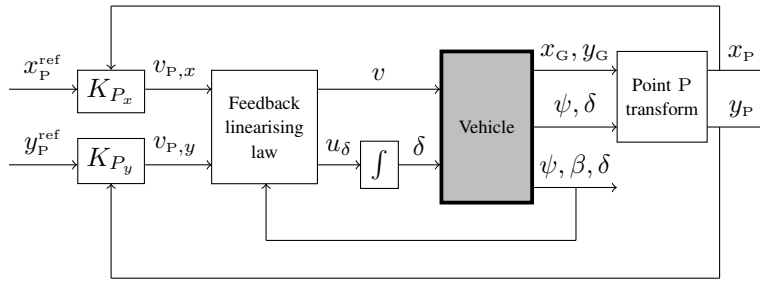 x_P^ref
K_{P_x}
v_{P,x}
y_P^ref
K_{P_y}
v_{P,y}
Feedback
linearising
law
v
u_δ
∫
δ
Vehicle
x_G, y_G
ψ, δ
ψ, β, δ
Point P
transform
x_P
y_P